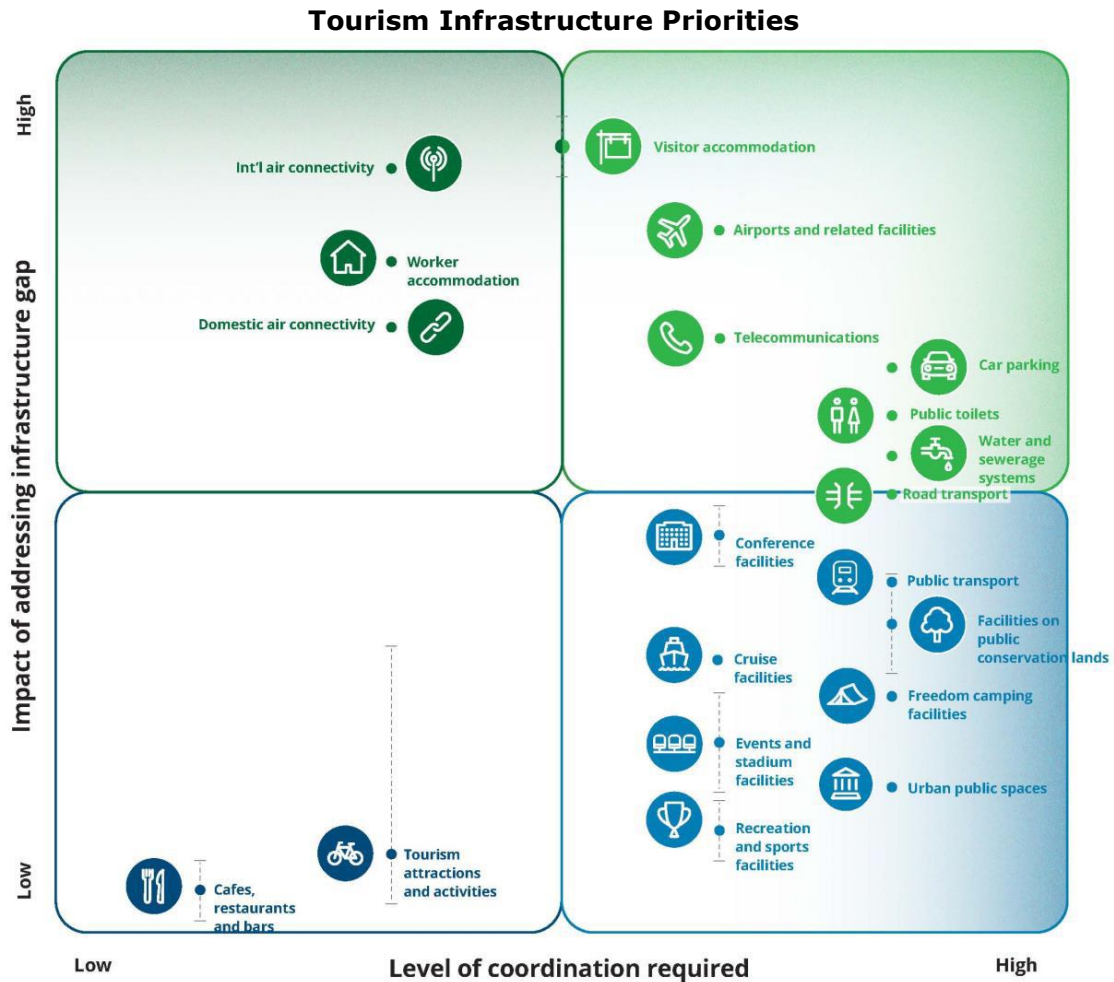 Tourism Infrastructure Priorities
High
Visitor accommodation
Int'l air connectivity
Airports and related facilities
Worker
accommodation
Domestic air connectivity
Telecommunications
Car parking
Public toilets
Water and
sewerage
systems
Road transport
Impact of addressing infrastructure gap
Conference
facilities
Public transport
Facilities on
public
conservation lands
Cruise
facilities
Freedom camping
facilities
Events and
stadium
facilities
Urban public spaces
Recreation
and sports
facilities
Tourism
attractions
and activities
Cafes,
restaurants
and bars
Low
Low
Level of coordination required
High